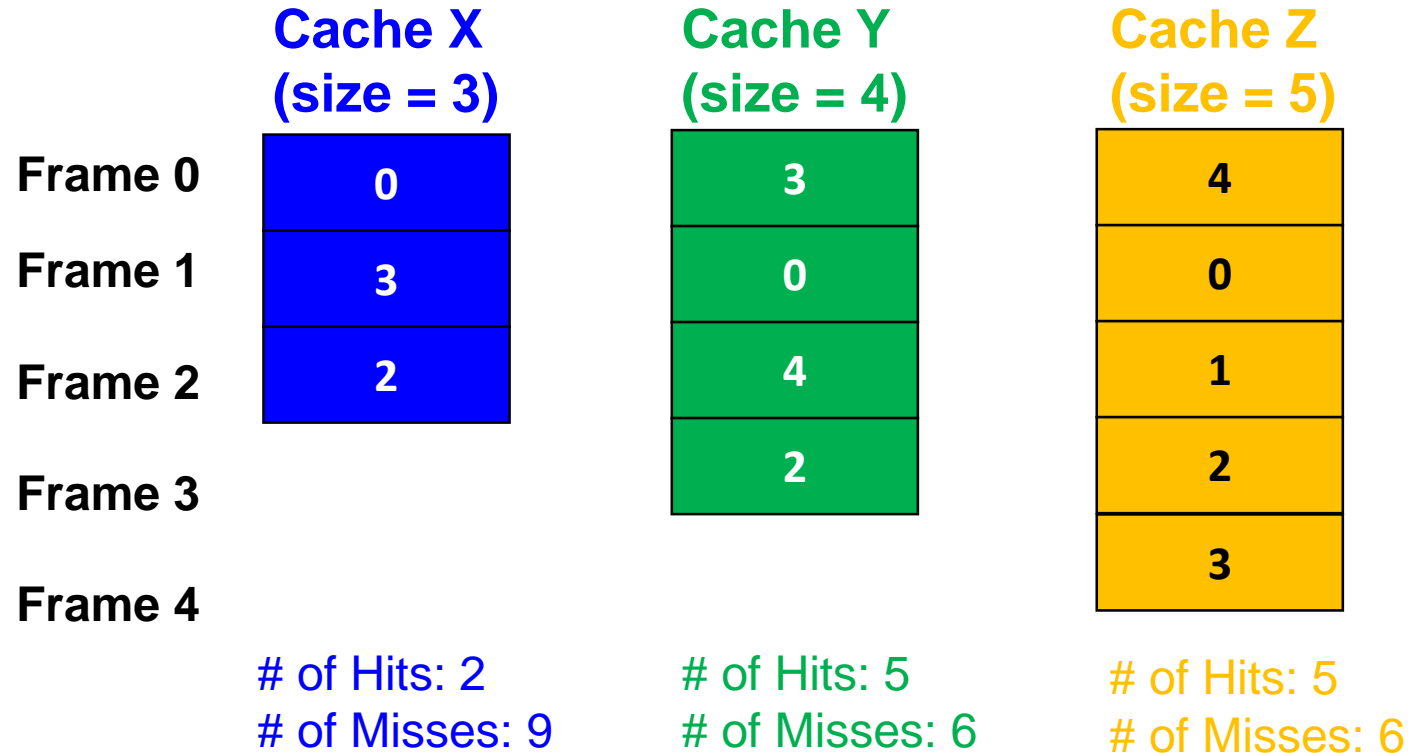 Cache X
(size = 3)
Cache Y
(size = 4)
Cache Z
(size = 5)
Frame 0
0
3
4
Frame 1
3
0
0
Frame 2
2
4
1
Frame 3
2
2
Frame 4
3
# of Hits: 2
# of Misses: 9
# of Hits: 5
# of Misses: 6
# of Hits: 5
# of Misses: 6